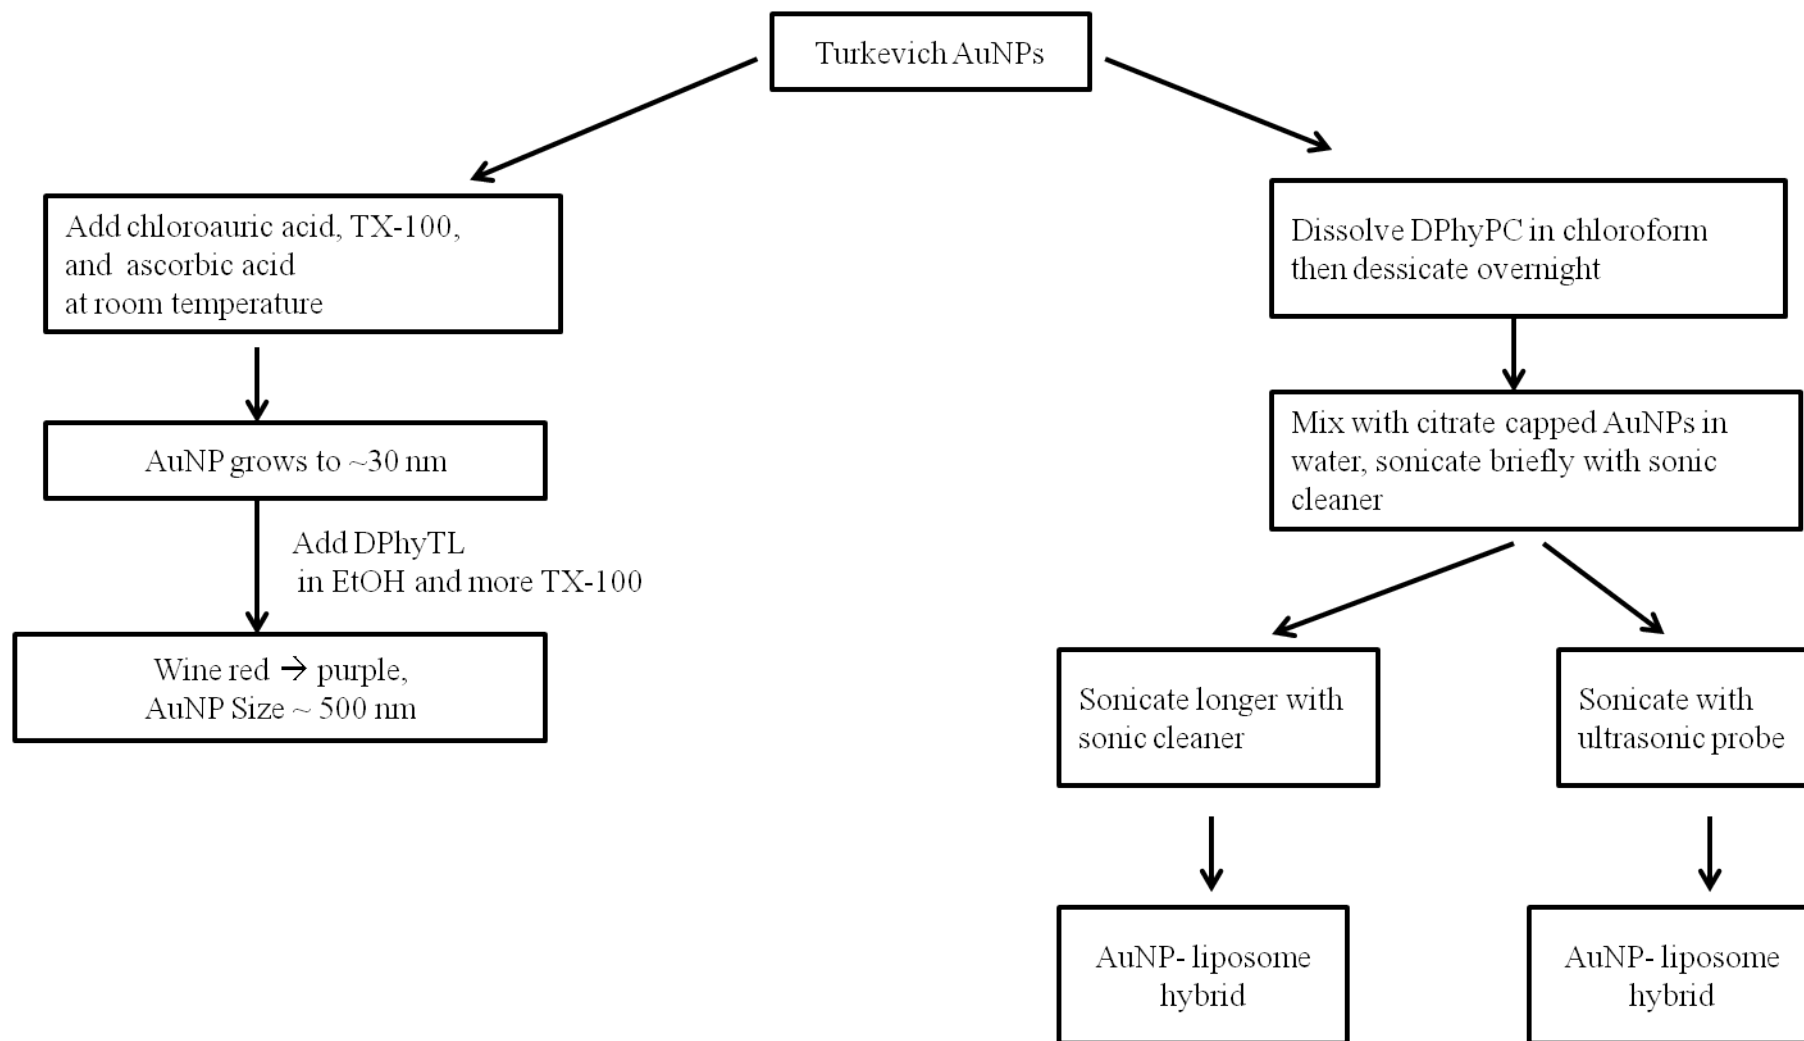 Turkevich AuNPs
Add chloroauric acid, TX-100,
and ascorbic acid
at room temperature
AuNP grows to ~30 nm
Add DPhyTL
in EtOH and more TX-100
Wine red → purple,
AuNP Size ~ 500 nm
Dissolve DPhyPC in chloroform
then dessicate overnight
Mix with citrate capped AuNPs in
water, sonicate briefly with sonic
cleaner
Sonicate longer with
sonic cleaner
AuNP- liposome
hybrid
Sonicate with
ultrasonic probe
AuNP- liposome
hybrid